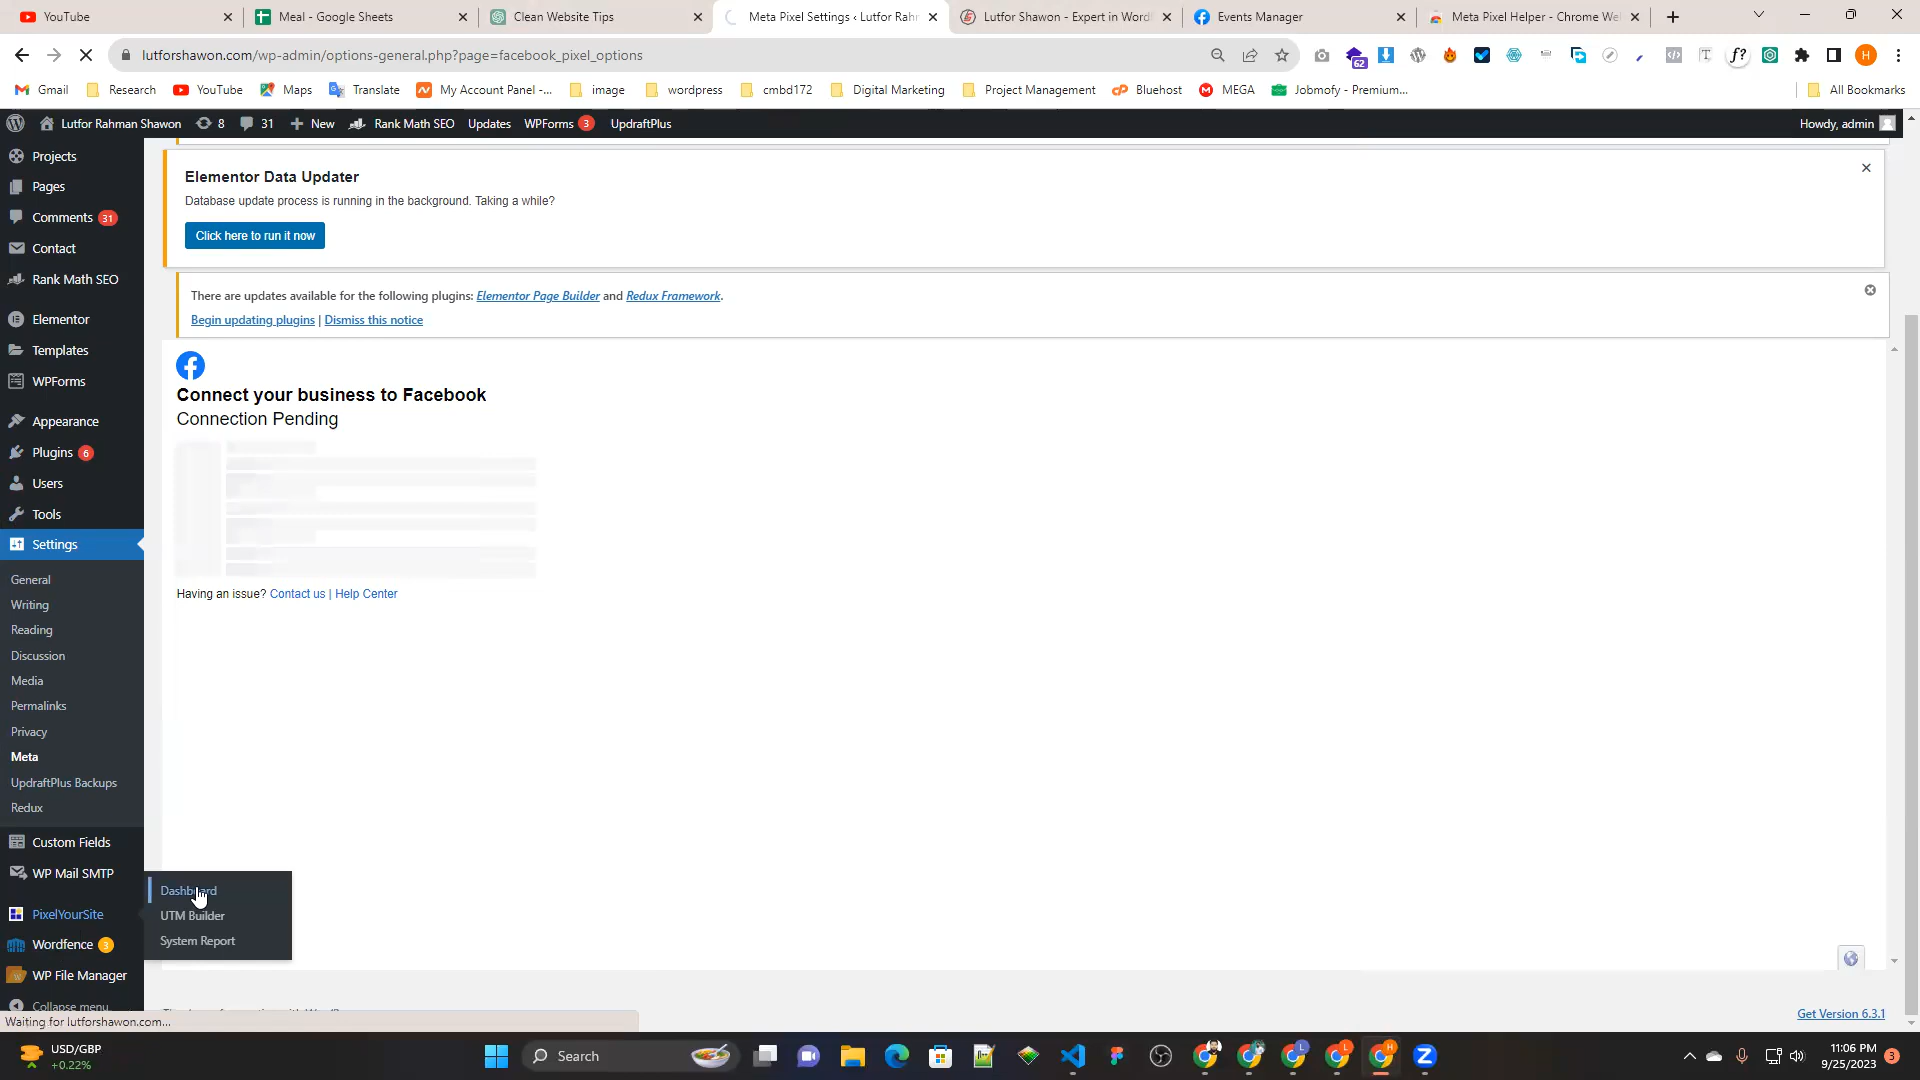 YouTube
Meal - Google Sheets
Clean Website Tips
Meta Pixel Settings ‹ Lutfor Rahr
Lutfor Shawon - Expert in Word
Events Manager
Meta Pixel Helper - Chrome We
lutforshawon.com/wp-admin/options-general.php?page=facebook_pixel_options
62
f?
H
Gmail
Research
YouTube
Maps
Translate
My Account Panel -...
image
wordpress
cmbd172
Digital Marketing
Project Management
Bluehost
MEGA
Jobmofy - Premium...
All Bookmarks
Lutfor Rahman Shawon
8
31
New
Rank Math SEO
Updates
WPForms 3
UpdraftPlus
Howdy, admin
Projects
Pages
Comments 31
Contact
Rank Math SEO
Elementor
Templates
WPForms
Appearance
Plugins 6
Users
Tools
Settings
General
Writing
Reading
Discussion
Media
Permalinks
Privacy
Meta
UpdraftPlus Backups
Redux
Custom Fields
WP Mail SMTP
PixelYourSite
Wordfence 3
WP File Manager
Collapse menu
Dashboard
UTM Builder
System Report
Elementor Data Updater
Database update process is running in the background. Taking a while?
Click here to run it now
There are updates available for the following plugins: Elementor Page Builder and Redux Framework.
Begin updating plugins | Dismiss this notice
Connect your business to Facebook
Connection Pending
Having an issue? Contact us | Help Center
Get Version 6.3.1
Waiting for lutforshawon.com...
USD/GBP
+0.22%
Search
11:06 PM
9/25/2023
3